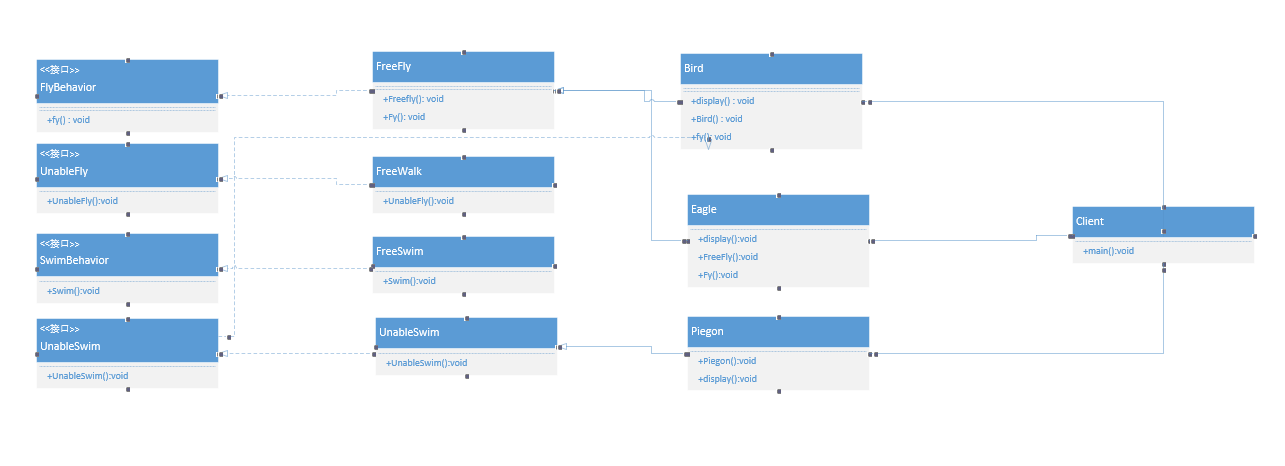 <<接口>>
FlyBehavior
+fy() : void
<<接口>>
UnableFly
+UnableFly():void
<<接口>>
SwimBehavior
+Swim():void
<<接口>>
UnableSwim
+UnableSwim():void
FreeFly
+Freefly(): void
+Fy(): void
FreeWalk
+UnableFly():void
FreeSwim
+Swim():void
UnableSwim
+UnableSwim():void
Bird
+display() : void
+Bird() : void
+fy(): void
Eagle
+display():void
+FreeFly():void
+Fy():void
Piegon
+Piegon():void
+display():void
Client
+main():void